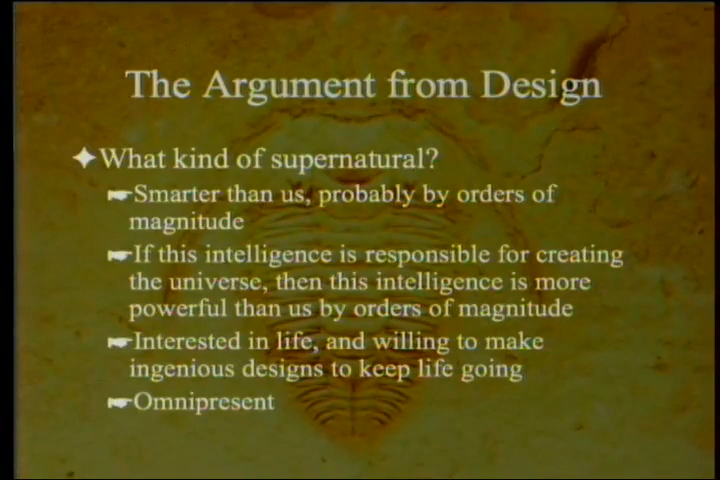 The Argument from Design
What kind of supernatural?
Smarter than us, probably by orders of
magnitude
If this intelligence is responsible for creating
the universe, then this intelligence is more
powerful than us by orders of magnitude
Interested in life, and willing to make
ingenious designs to keep life going
Omnipresent